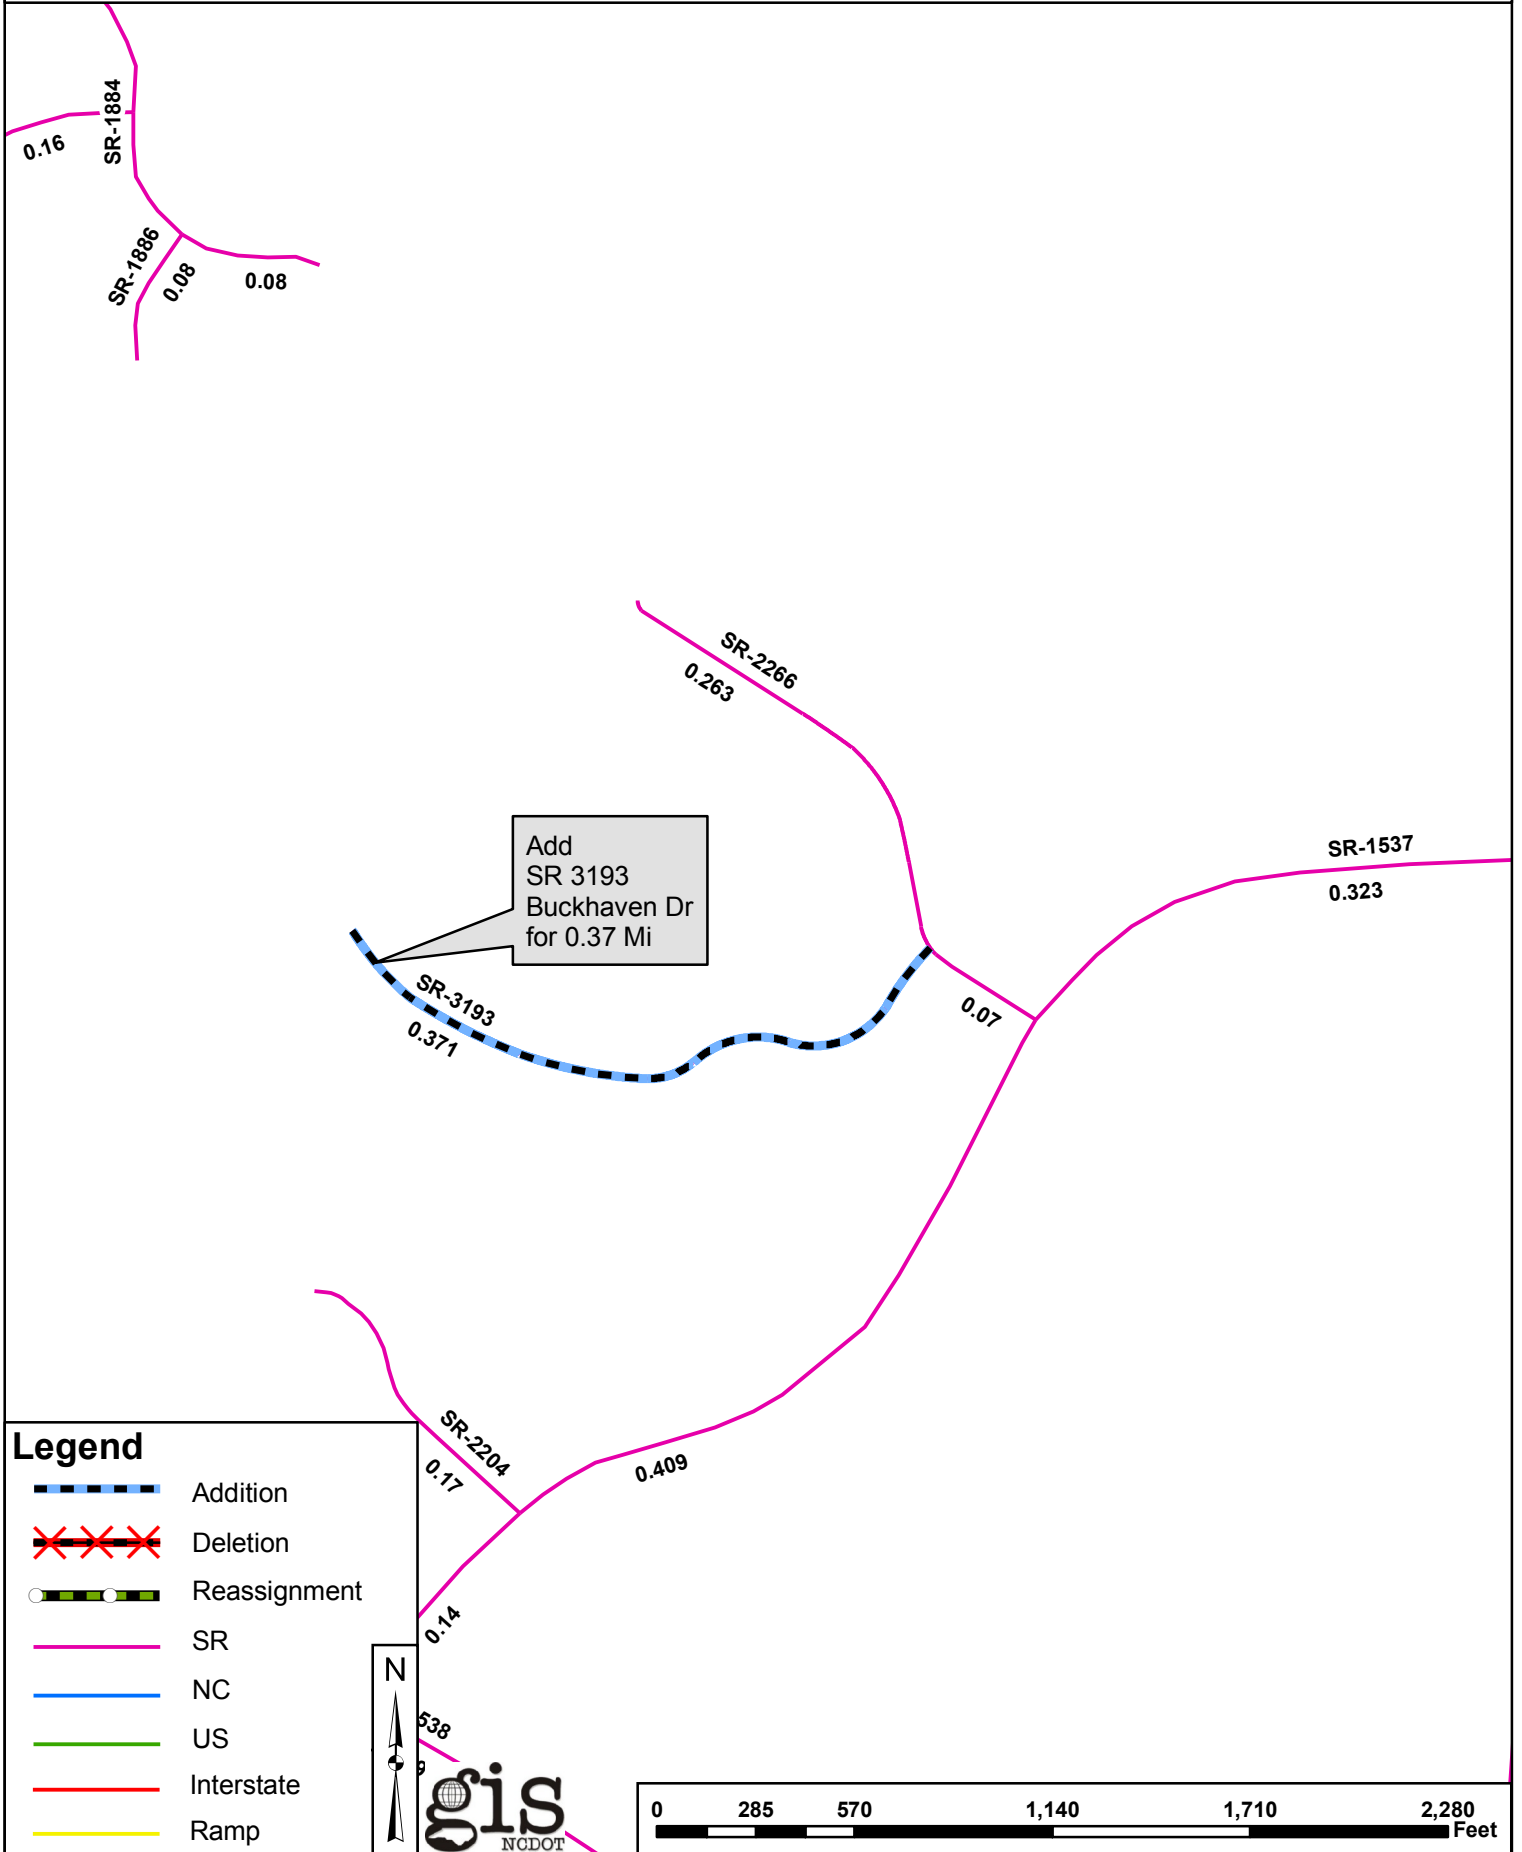 SR-1884
0.16
SR-1886
0.08
0.08
SR-2266
0.263
Add
SR 3193
Buckhaven Dr
for 0.37 Mi
SR-1537
0.323
SR-3193
0.371
0.07
SR-2204
0.17
0.409
0.14
538
9
Legend
Addition
Deletion
Reassignment
SR
NC
US
Interstate
Ramp
N
gis
NCDOT
0 285 570 1,140 1,710 2,280
Feet